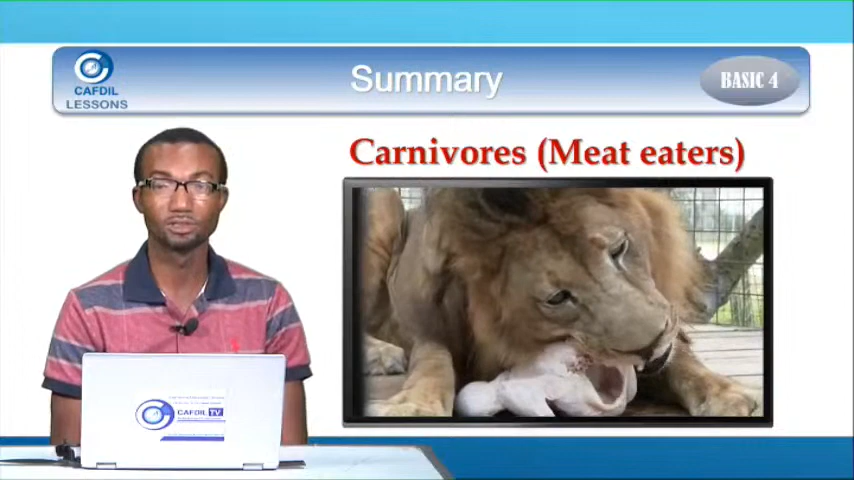 CAFDIL
LESSONS
Summary
BASIC 4
Carnivores (Meat eaters)
CAFDIL TV